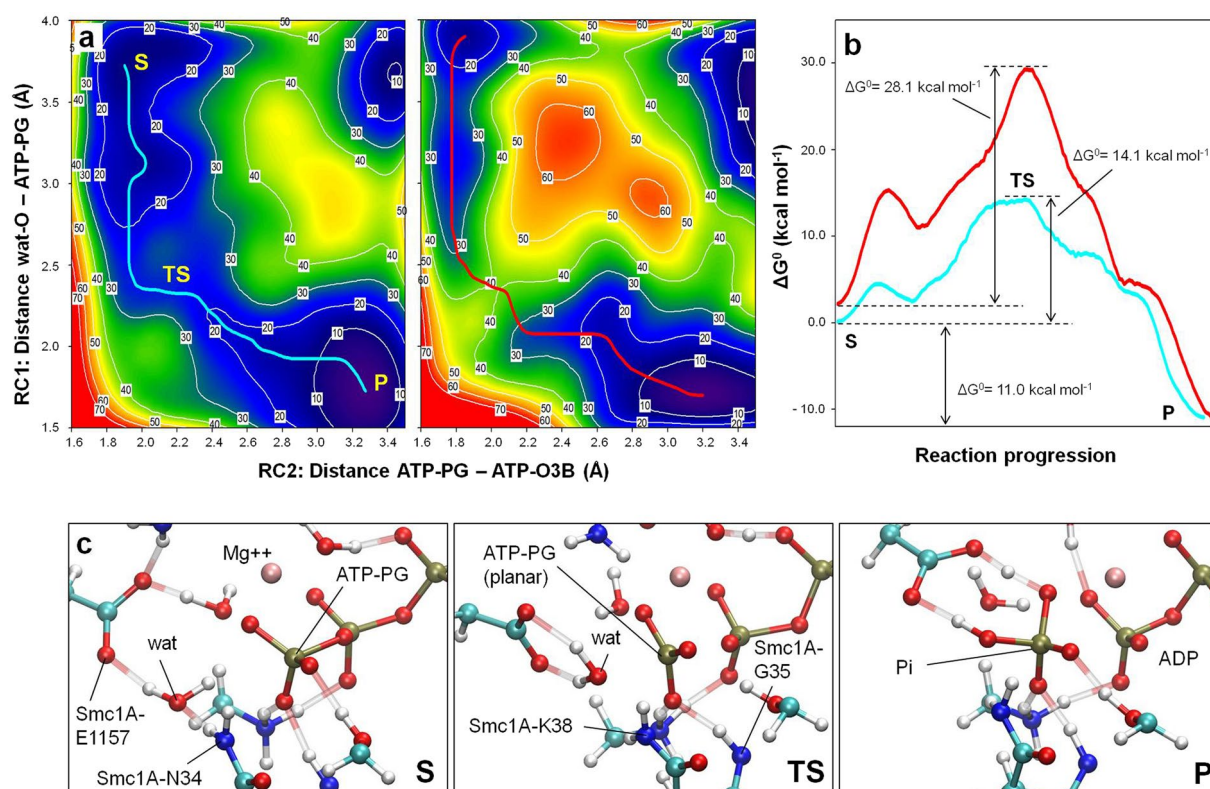 a
4.0
3.5
3.0
2.5
2.0
1.5
RC1: Distance wat-O – ATP-PG (Å)
S
TS
P
1.6 2.0 2.2 2.4 2.6 2.8 3.0 3.2 3.4
1.6 2.0 2.2 2.4 2.6 2.8 3.0 3.2 3.4
RC2: Distance ATP-PG – ATP-O3B (Å)
b
30.0
20.0
10.0
0.0
- 10.0
ΔG⁰ (kcal mol⁻¹)
ΔG⁰= 28.1 kcal mol⁻¹
ΔG⁰= 14.1 kcal mol⁻¹
TS
S
ΔG⁰= 11.0 kcal mol⁻¹
P
Reaction progression
c
Mg++
ATP-PG
wat
Smc1A-
E1157
Smc1A-N34
S
ATP-PG
(planar)
wat
Smc1A-
G35
Smc1A-K38
TS
Pi
ADP
P